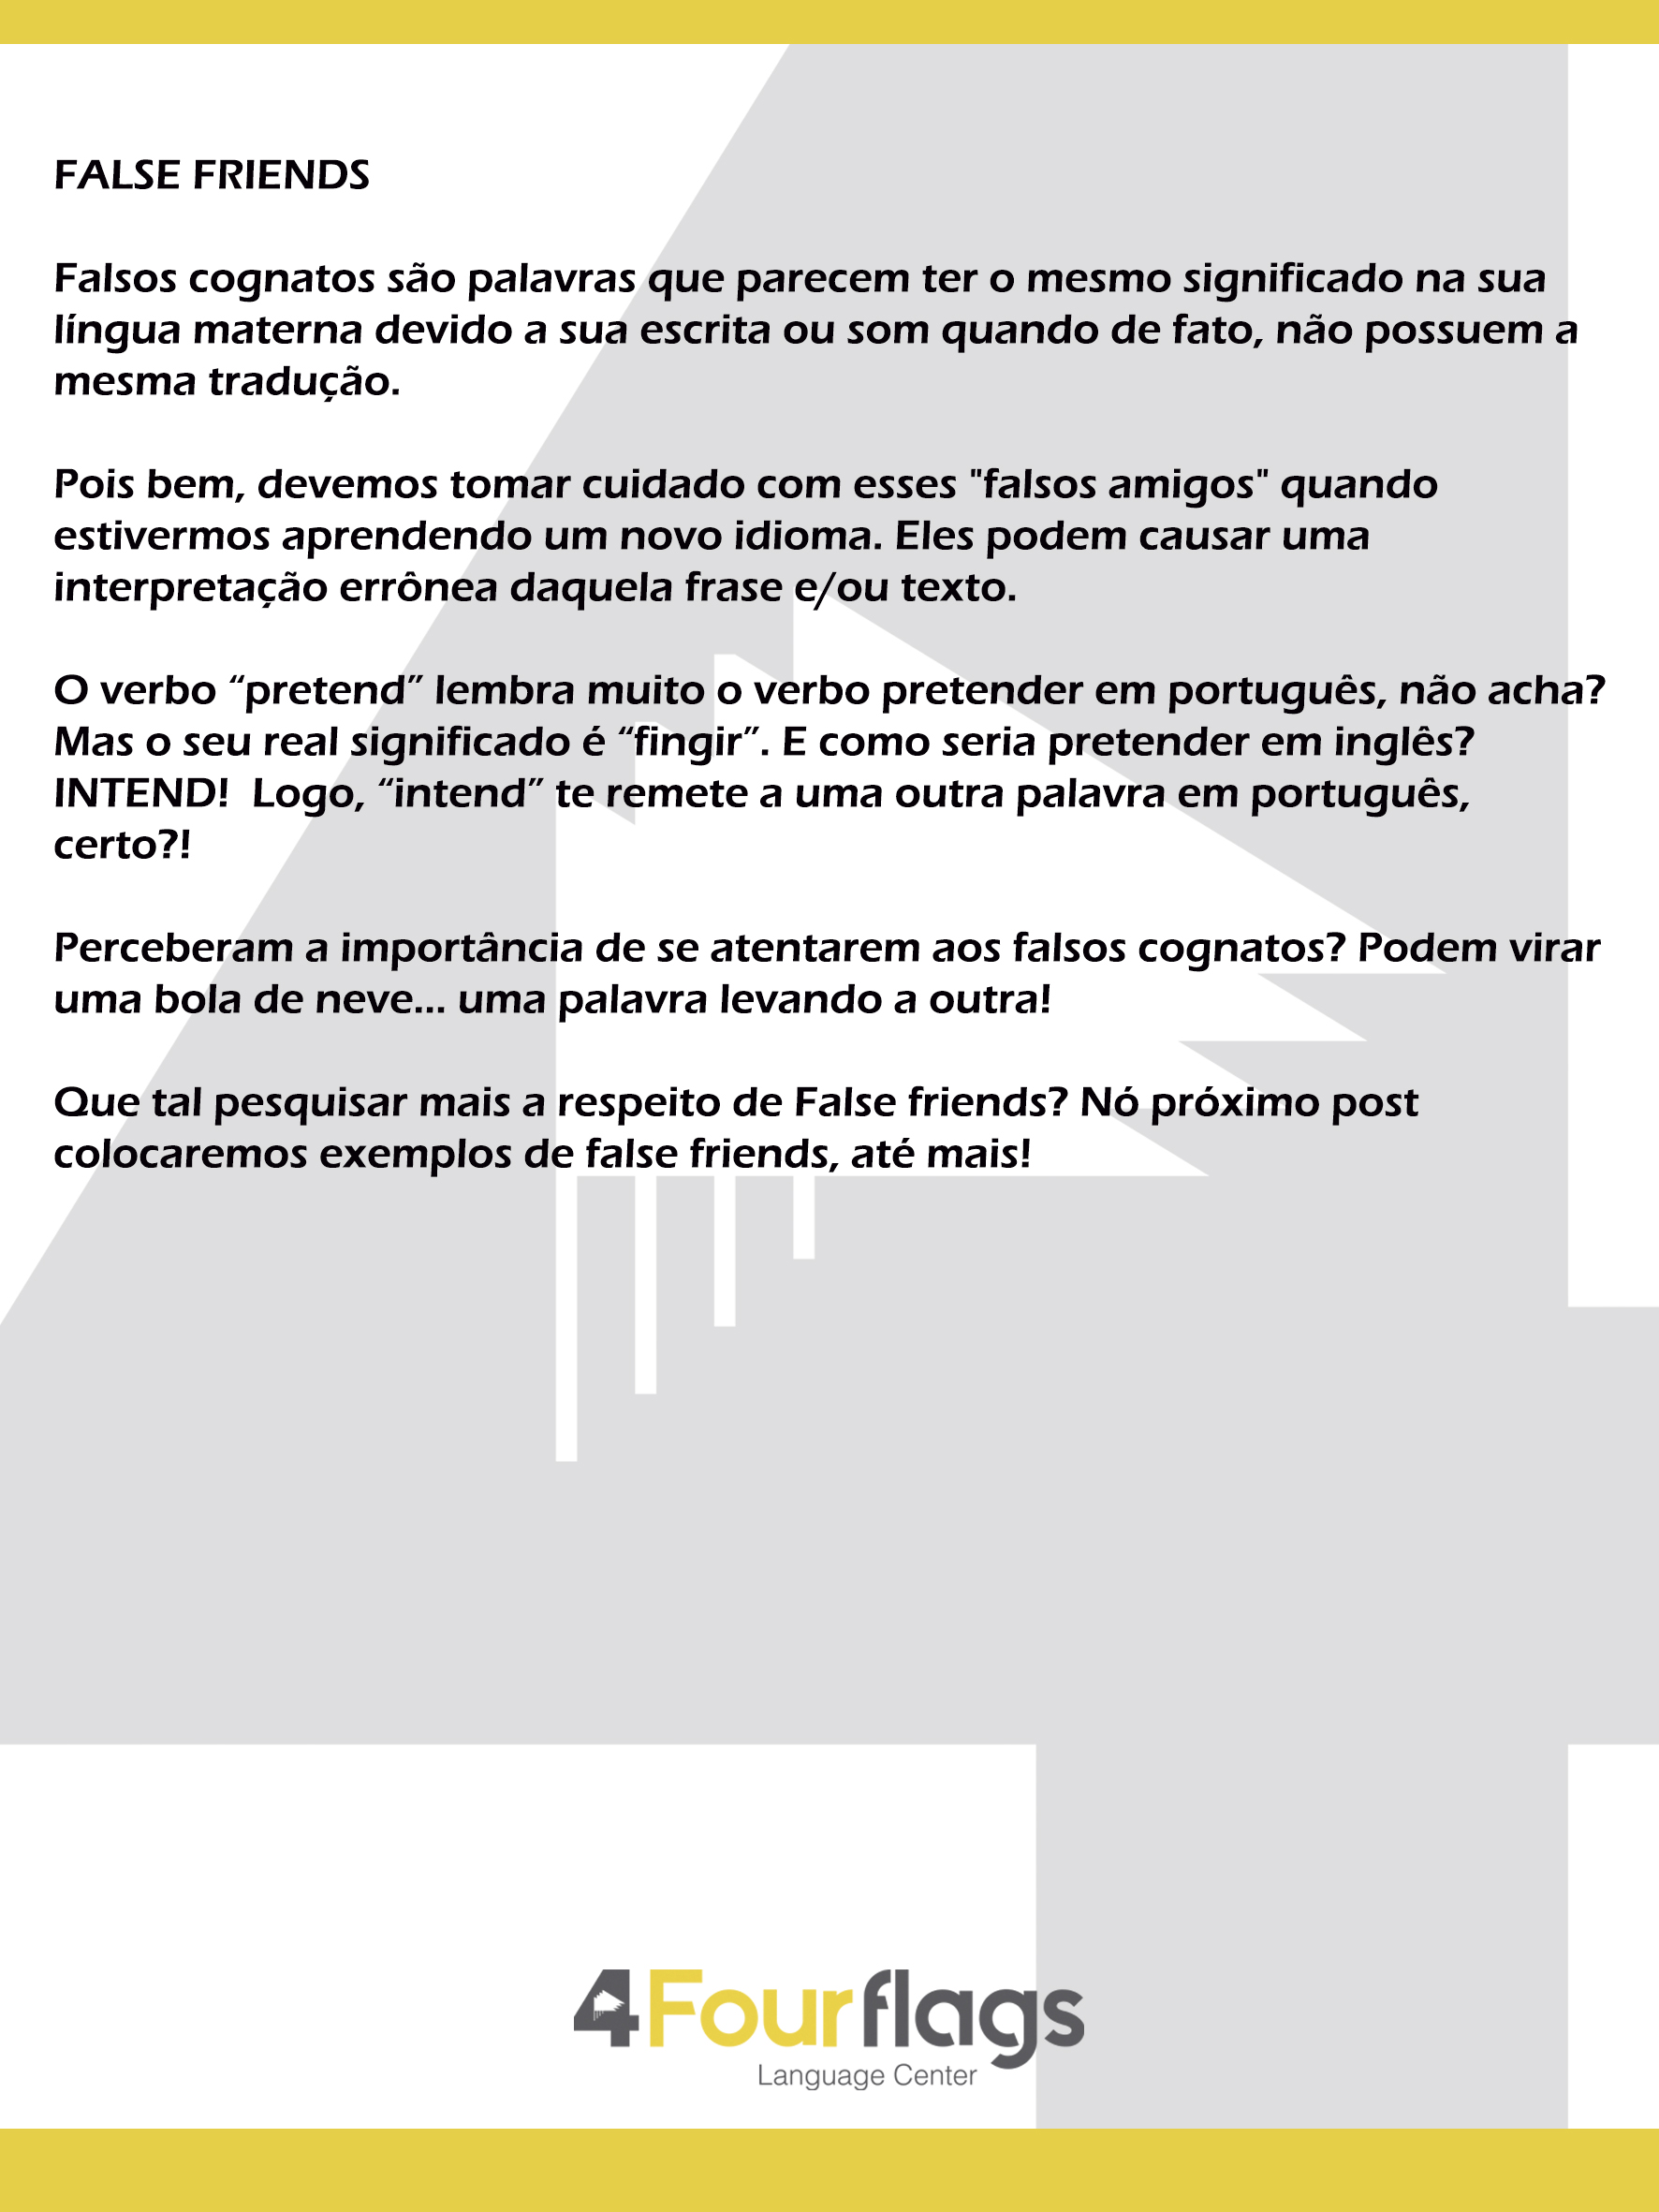 FALSE FRIENDS
Falsos cognatos são palavras que parecem ter o mesmo significado na sua
língua materna devido a sua escrita ou som quando de fato, não possuem a
mesma tradução.
Pois bem, devemos tomar cuidado com esses "falsos amigos" quando
estivermos aprendendo um novo idioma. Eles podem causar uma
interpretação errônea daquela frase e/ou texto.
O verbo “pretend” lembra muito o verbo pretender em português, não acha?
Mas o seu real significado é “fingir”. E como seria pretender em inglês?
INTEND!  Logo, “intend” te remete a uma outra palavra em português,
certo?!
Perceberam a importância de se atentarem aos falsos cognatos? Podem virar
uma bola de neve... uma palavra levando a outra!
Que tal pesquisar mais a respeito de False friends? Nó próximo post
colocaremos exemplos de false friends, até mais!
4 Fourflags
Language Center